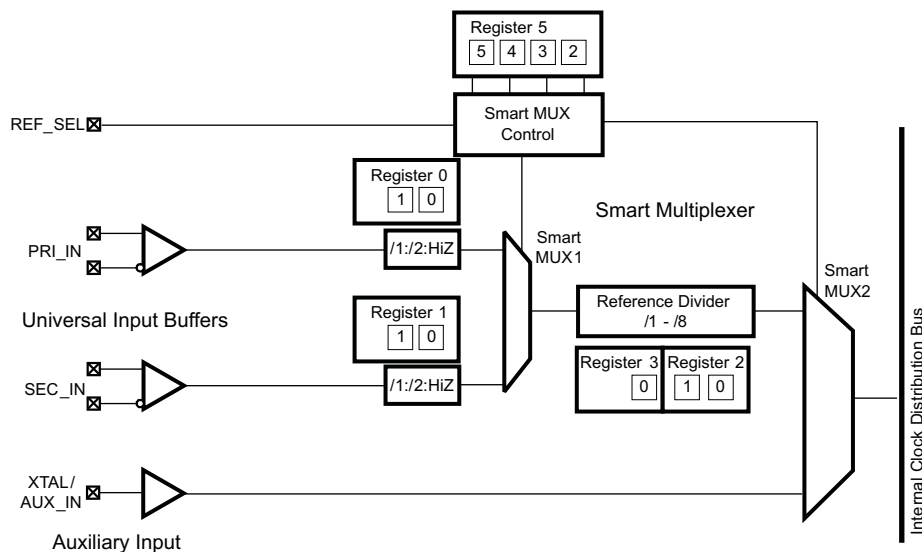 Register 5
5 4 3 2
REF_SEL
Smart MUX
Control
Register 0
1 0
Smart Multiplexer
Smart
MUX1
/1:/2:HiZ
PRI_IN
Smart
MUX2
Reference Divider
/1 - /8
Universal Input Buffers
Register 1
1 0
Register 3
0
Register 2
1 0
/1:/2:HiZ
SEC_IN
XTAL/
AUX_IN
Auxiliary Input
Internal Clock Distribution Bus